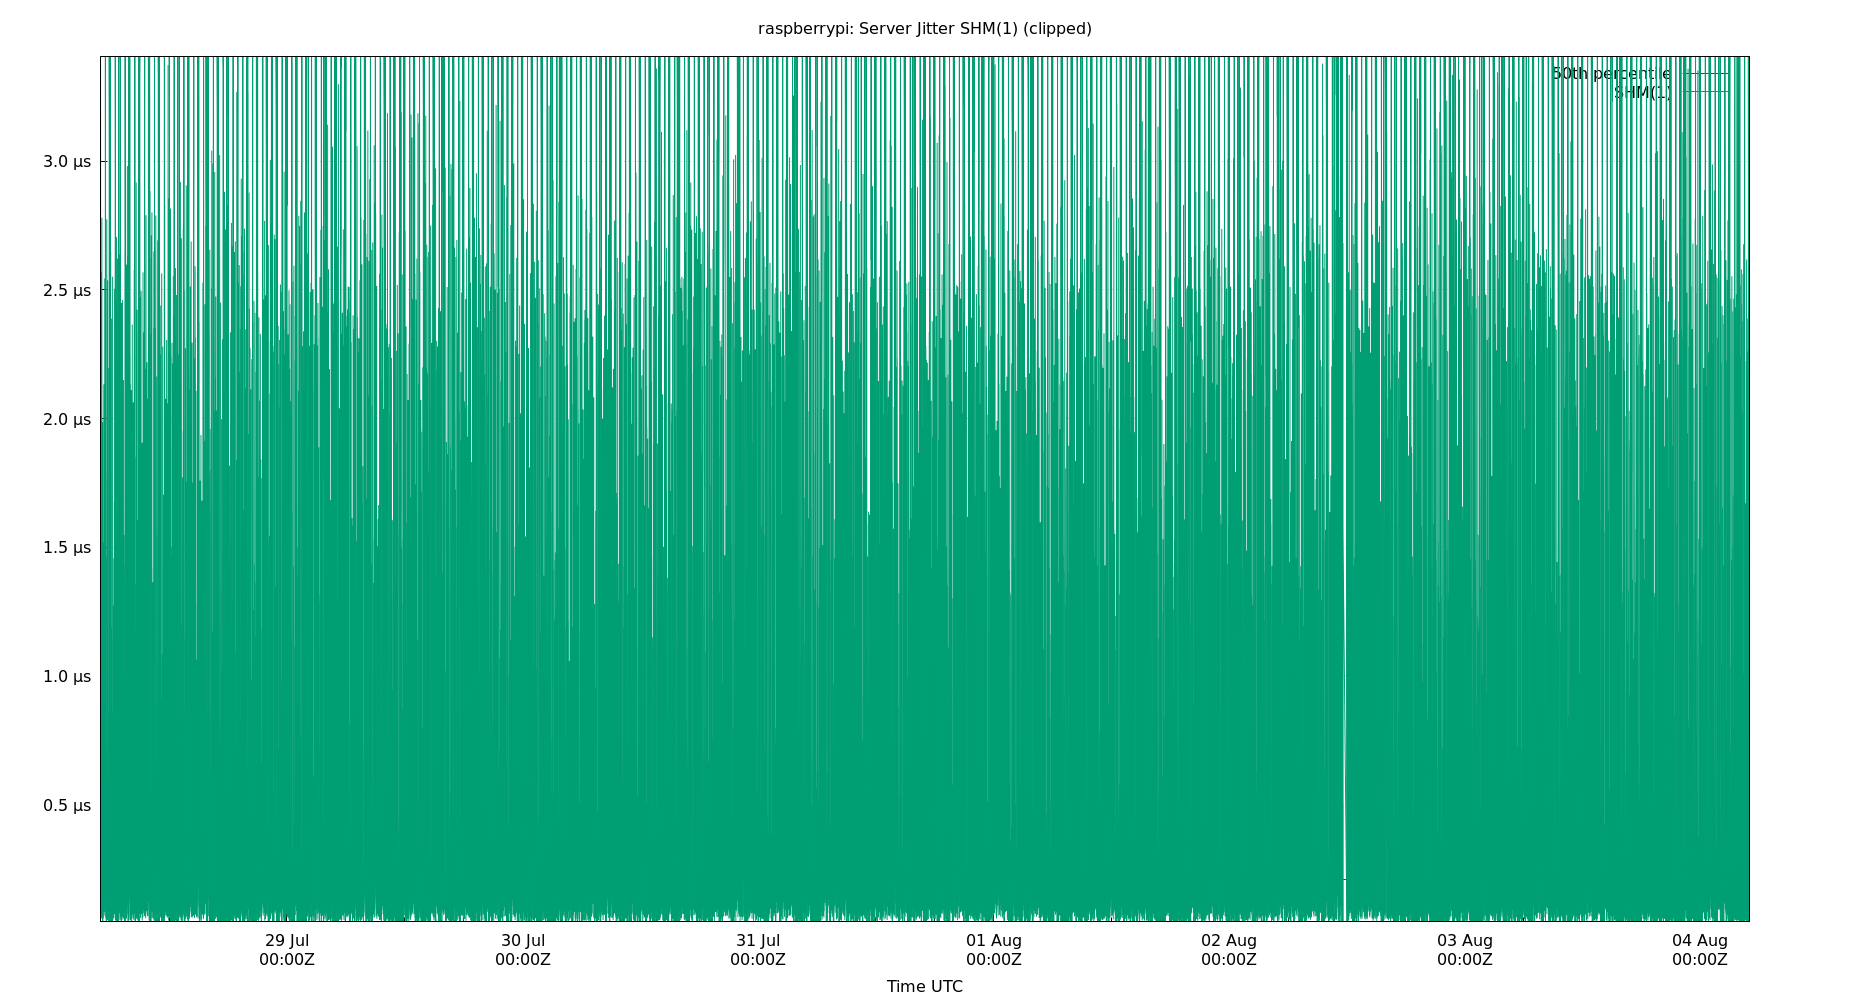 raspberrypi: Server Jitter SHM(1) (clipped)
50th percentile
SHM(1)
3.0 µs
2.5 µs
2.0 µs
1.5 µs
1.0 µs
0.5 µs
29 Jul 30 Jul 31 Jul 01 Aug 02 Aug 03 Aug 04 Aug
00:00Z 00:00Z 00:00Z 00:00Z 00:00Z 00:00Z 00:00Z
Time UTC